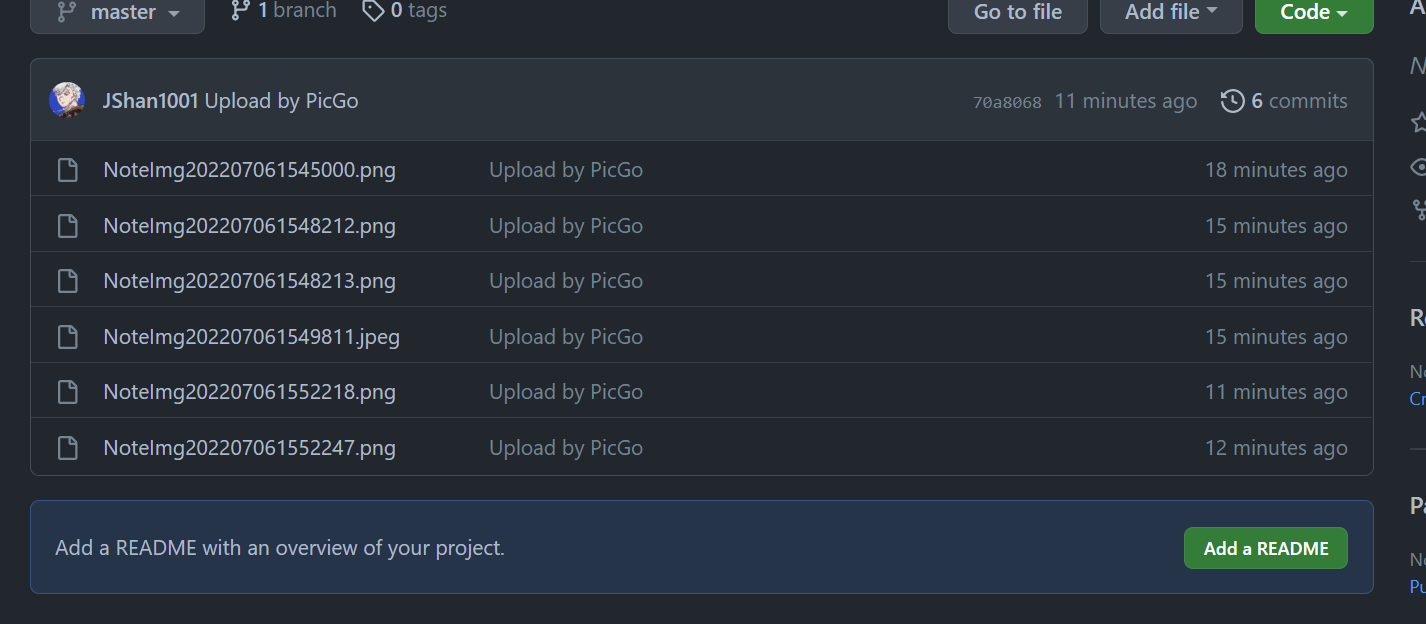 master 1 branch 0 tags Go to file Add file Code
JShan1001 Upload by PicGo 70a8068 11 minutes ago 6 commits
NoteImg202207061545000.png Upload by PicGo 18 minutes ago
NoteImg202207061548212.png Upload by PicGo 15 minutes ago
NoteImg202207061548213.png Upload by PicGo 15 minutes ago
NoteImg202207061549811.jpeg Upload by PicGo 15 minutes ago
NoteImg202207061552218.png Upload by PicGo 11 minutes ago
NoteImg202207061552247.png Upload by PicGo 12 minutes ago
Add a README with an overview of your project. Add a README